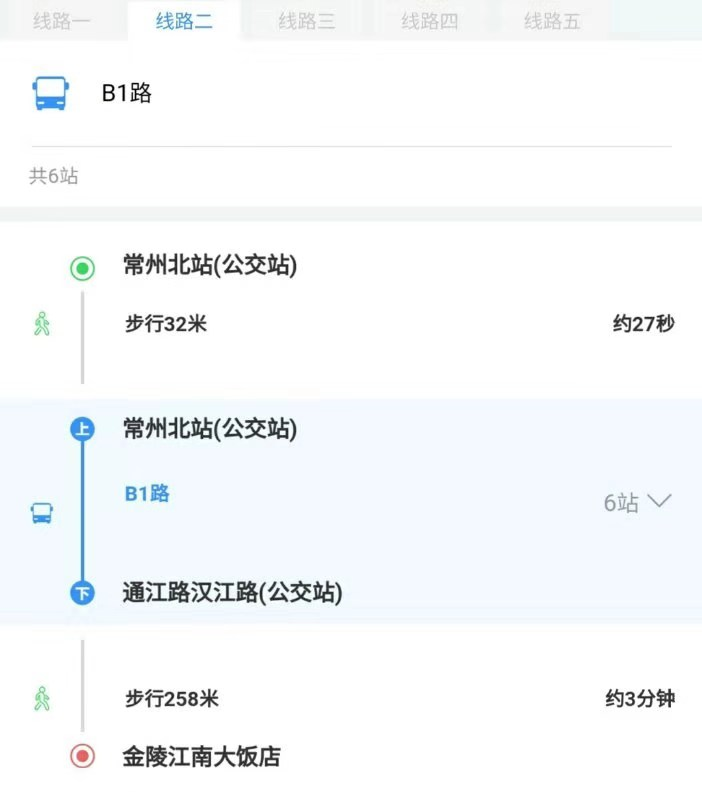 线路一 线路二 线路三 线路四 线路五
B1路
共6站
常州北站(公交站)
步行32米 约27秒
上 常州北站(公交站)
B1路 6站
下 通江路汉江路(公交站)
步行258米 约3分钟
金陵江南大饭店